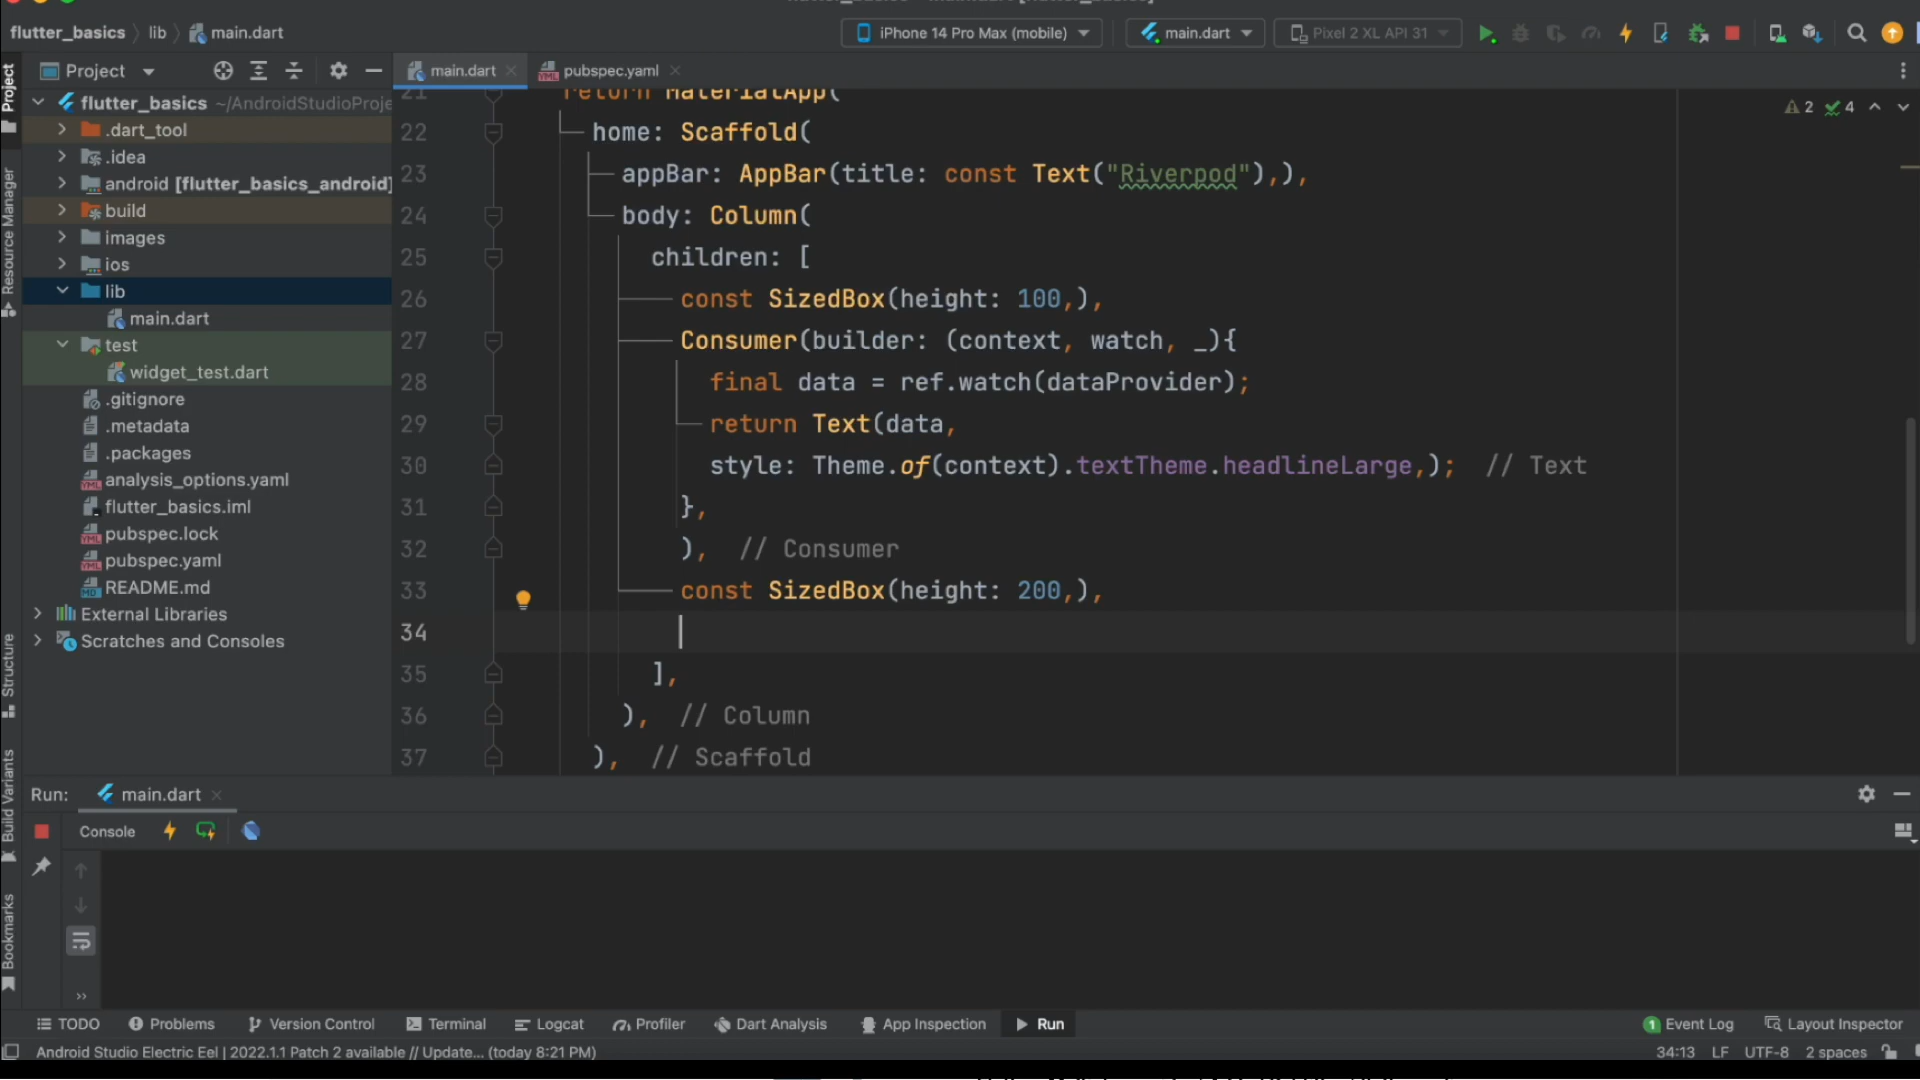 flutter_basics lib main.dart iPhone 14 Pro Max (mobile) main.dart Pixel 2 XL API 31
Project main.dart pubspec.yaml
flutter_basics ~/AndroidStudioProje
.dart_tool
.idea
android [flutter_basics_android]
build
images
ios
lib
main.dart
test
widget_test.dart
.gitignore
.metadata
.packages
analysis_options.yaml
flutter_basics.iml
pubspec.lock
pubspec.yaml
README.md
External Libraries
Scratches and Consoles
Project
Resource Manager
Structure
Build Variants
Bookmarks
2 4
21 return MaterialApp(
22 home: Scaffold(
23 appBar: AppBar(title: const Text("Riverpod"),),
24 body: Column(
25 children: [
26 const SizedBox(height: 100,),
27 Consumer(builder: (context, watch, _){
28 final data = ref.watch(dataProvider);
29 return Text(data,
30 style: Theme.of(context).textTheme.headlineLarge,); // Text
31 },
32 ), // Consumer
33 const SizedBox(height: 200,),
34
35 ],
36 ), // Column
37 ), // Scaffold
Run: main.dart
Console
TODO Problems Version Control Terminal Logcat Profiler Dart Analysis App Inspection Run 1 Event Log Layout Inspector
Android Studio Electric Eel | 2022.1.1 Patch 2 available // Update... (today 8:21 PM) 34:13 LF UTF-8 2 spaces